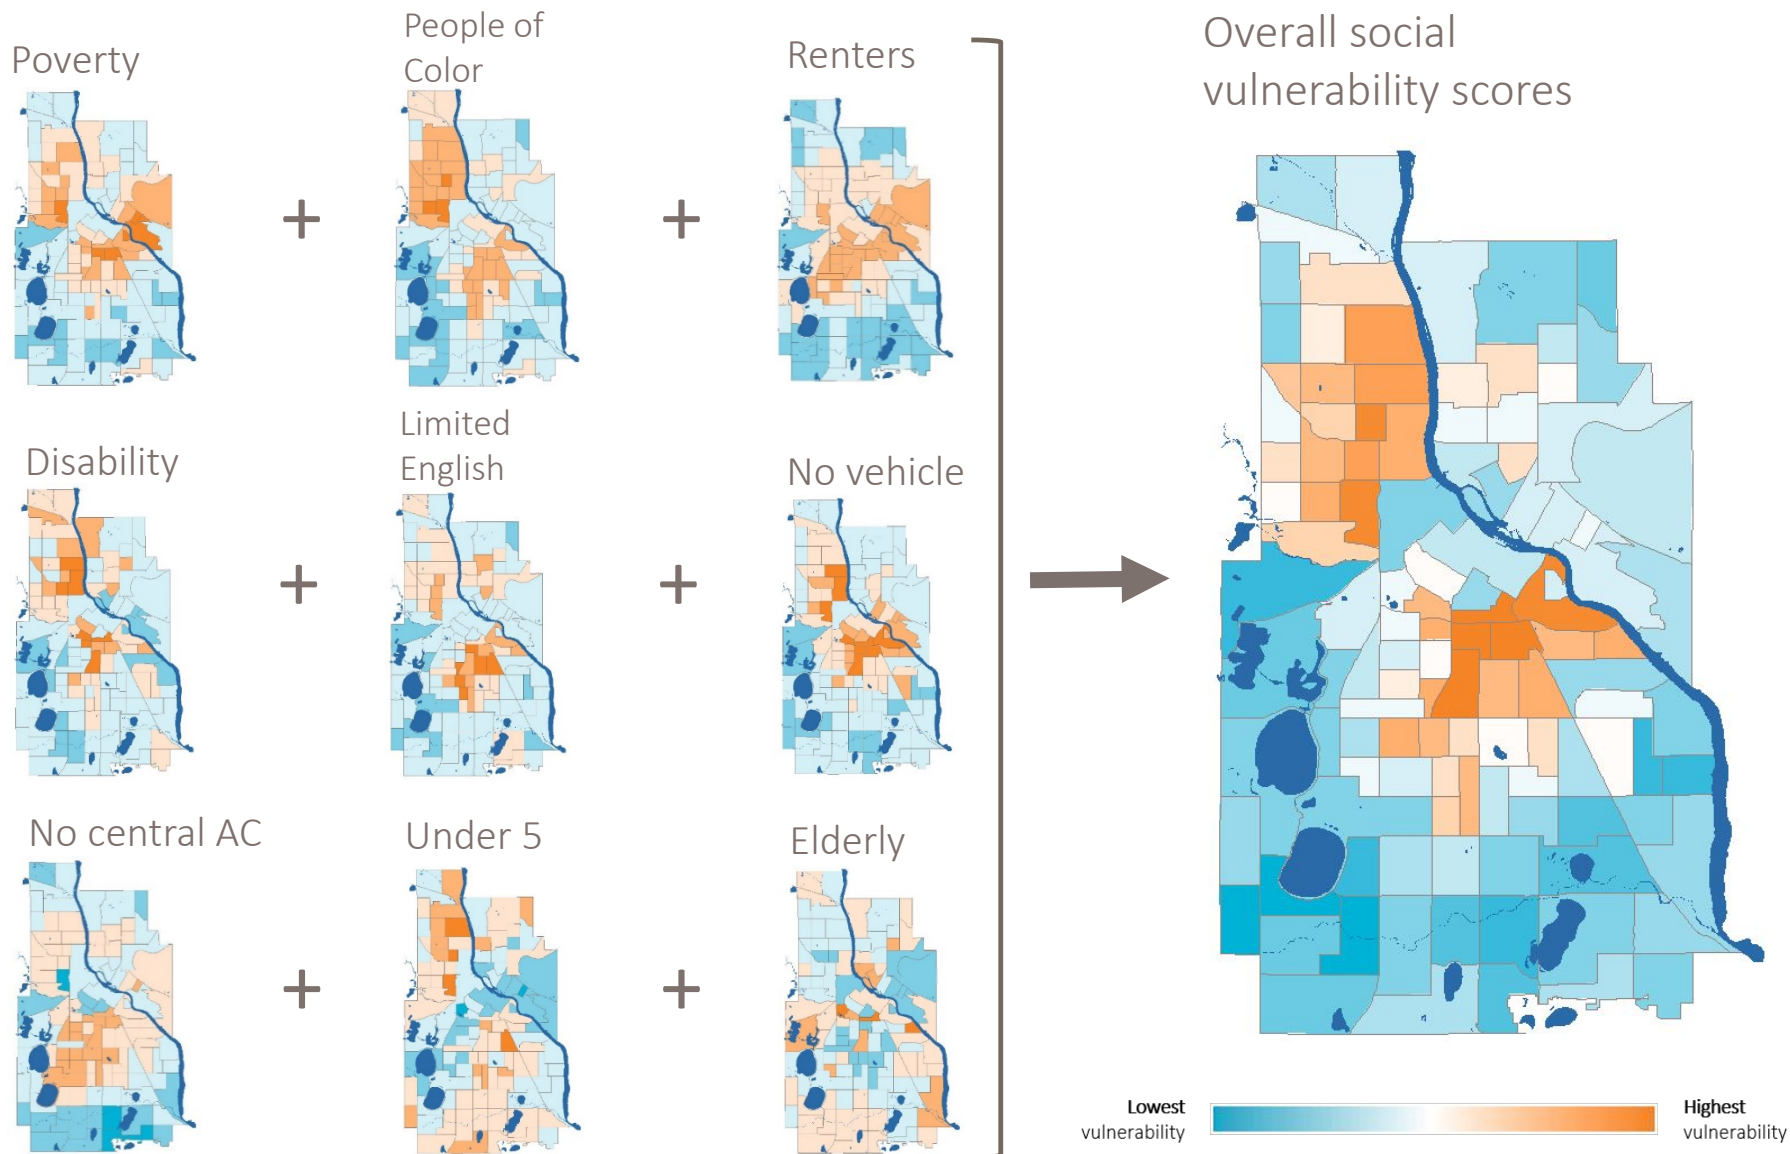 Poverty
+
People of
Color
+
Renters
Disability
+
Limited
English
+
No vehicle
No central AC
+
Under 5
+
Elderly
Overall social
vulnerability scores
Lowest
vulnerability
Highest
vulnerability